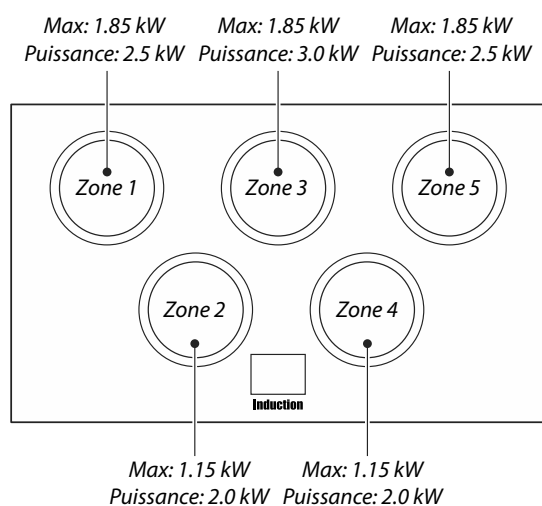 Max: 1.85 kW
Puissance: 2.5 kW
Max: 1.85 kW
Puissance: 3.0 kW
Max: 1.85 kW
Puissance: 2.5 kW
Zone 1
Zone 3
Zone 5
Zone 2
Zone 4
Induction
Max: 1.15 kW
Puissance: 2.0 kW
Max: 1.15 kW
Puissance: 2.0 kW